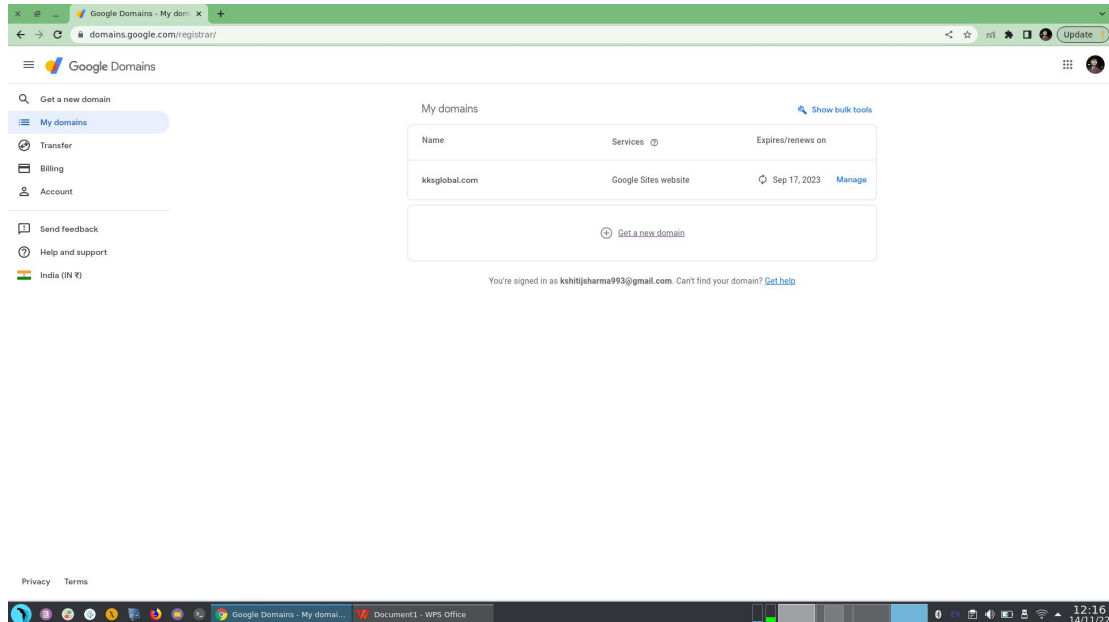 Google Domains - My dom
domains.google.com/registrar/
Update
Google Domains
Get a new domain
My domains
Transfer
Billing
Account
Send feedback
Help and support
India (IN ₹)
My domains
Show bulk tools
Name Services Expires/renews on
kksglobal.com Google Sites website Sep 17, 2023 Manage
Get a new domain
You're signed in as kshitijsharma993@gmail.com. Can't find your domain? Get help
Privacy Terms
Google Domains - My domai... Document1 - WPS Office EN 12:16
14/11/22